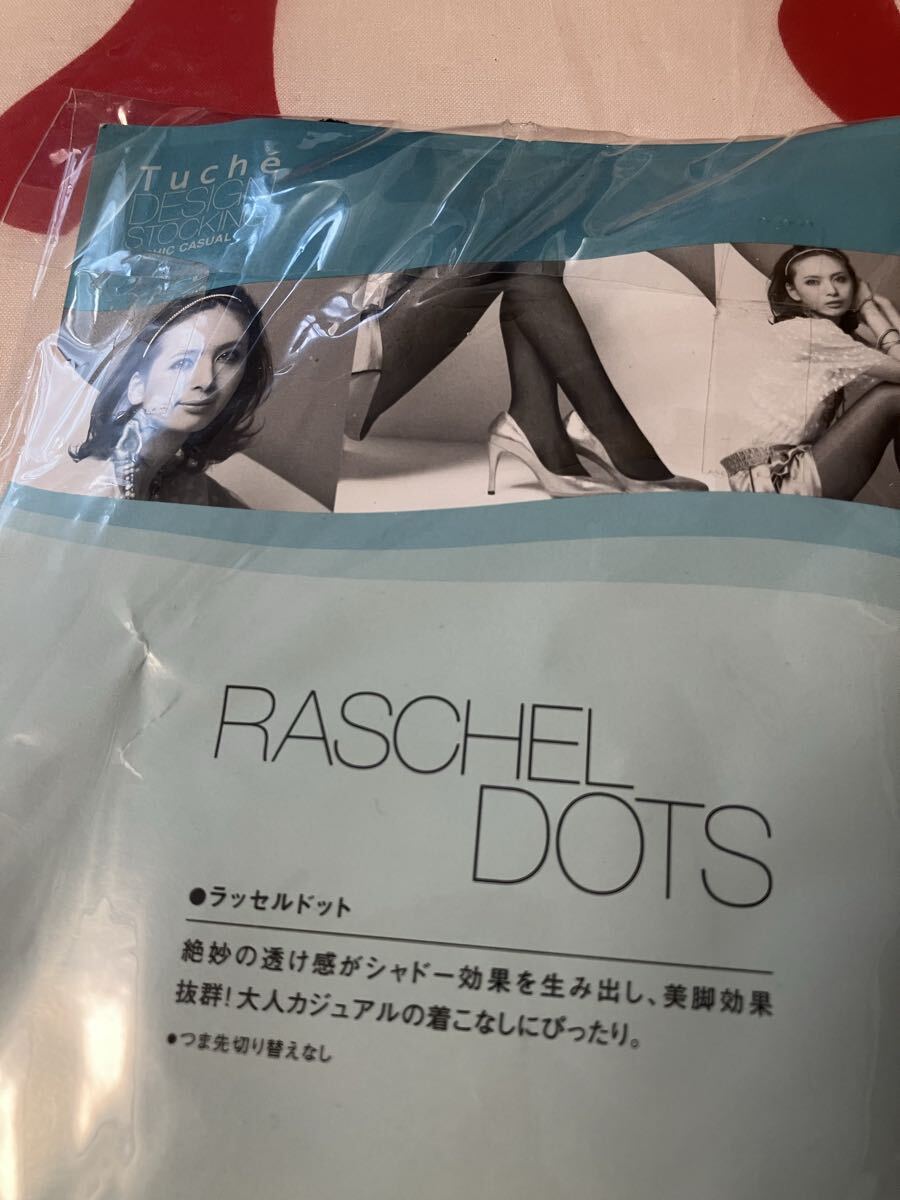 Tuché
DESIGN
STOCKING
CASUAL
RASCHEL
DOTS
●ラッセルドット
絶妙の透け感がシャドー効果を生み出し、美脚効果
抜群!大人カジュアルの着こなしにぴったり。
●つま先切り替えなし